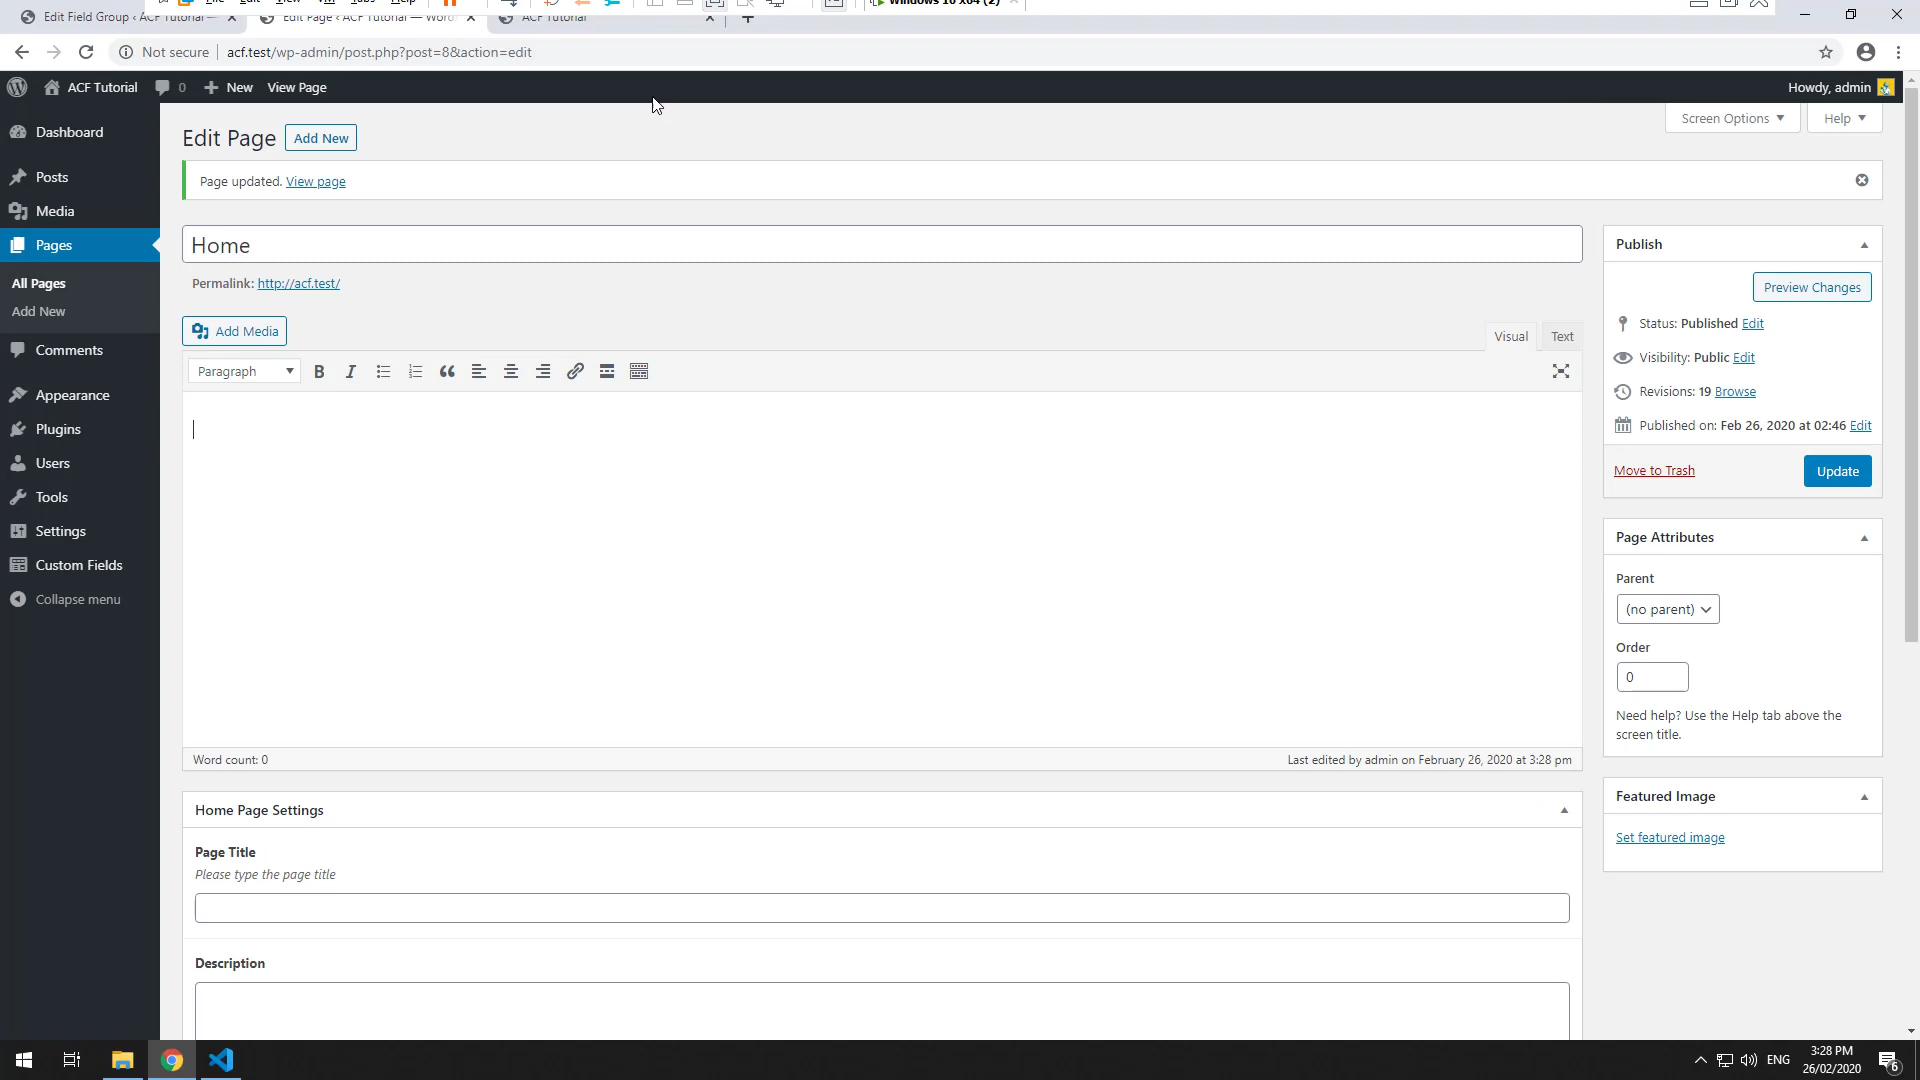 File Edit View VM Tabs Help
Windows 10 x64 (2)
Edit Field Group ‹ ACF Tutorial —
Edit Page ‹ ACF Tutorial — Word
ACF Tutorial
Not secure
acf.test/wp-admin/post.php?post=8&action=edit
ACF Tutorial
0
New
View Page
Howdy, admin
Dashboard
Posts
Media
Pages
All Pages
Add New
Comments
Appearance
Plugins
Users
Tools
Settings
Custom Fields
Collapse menu
Screen Options
Help
Edit Page
Add New
Page updated. View page
Home
Permalink: http://acf.test/
Add Media
Visual
Text
Paragraph
B I
Word count: 0
Last edited by admin on February 26, 2020 at 3:28 pm
Home Page Settings
Page Title
Please type the page title
Description
Publish
Preview Changes
Status: Published Edit
Visibility: Public Edit
Revisions: 19 Browse
Published on: Feb 26, 2020 at 02:46 Edit
Move to Trash
Update
Page Attributes
Parent
(no parent)
Order
0
Need help? Use the Help tab above the
screen title.
Featured Image
Set featured image
ENG
3:28 PM
26/02/2020
6